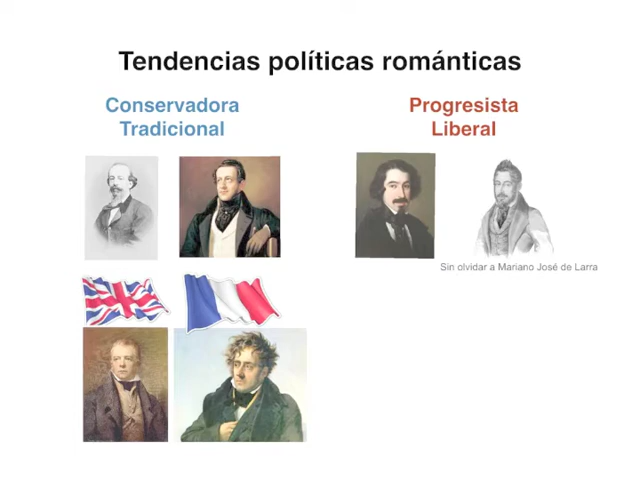 Tendencias políticas románticas
Conservadora
Tradicional
Progresista
Liberal
Sin olvidar a Mariano José de Larra